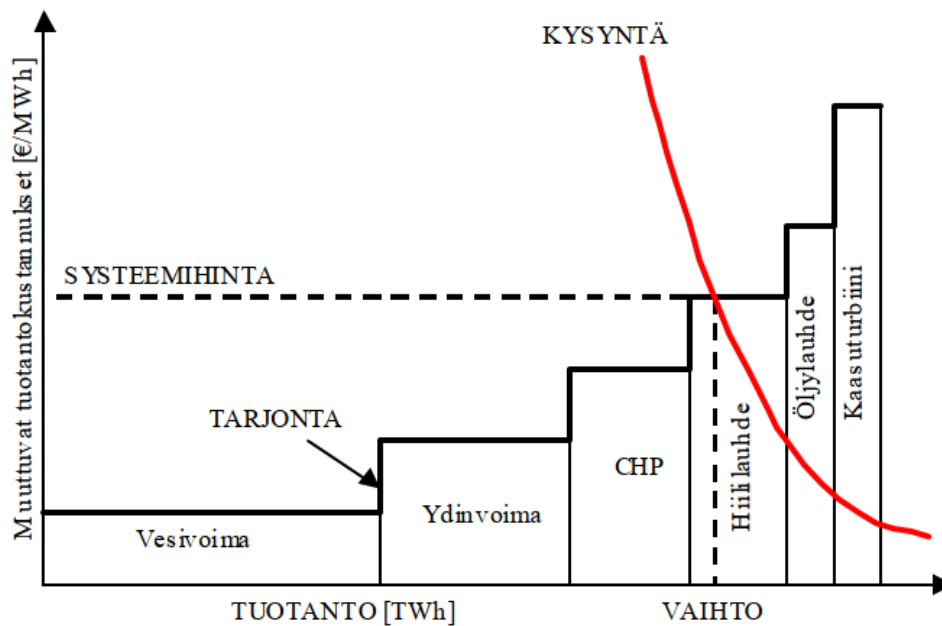 KYSYNTÄ
Muuttuvat tuotantokustannukset [€/MWh]
SYSTEEMIHINTA
TARJONTA
Vesivoima
Ydinvoima
CHP
Hiililauhde
Öljylauhde
Kaasuturbiini
TUOTANTO [TWh]
VAIHTO